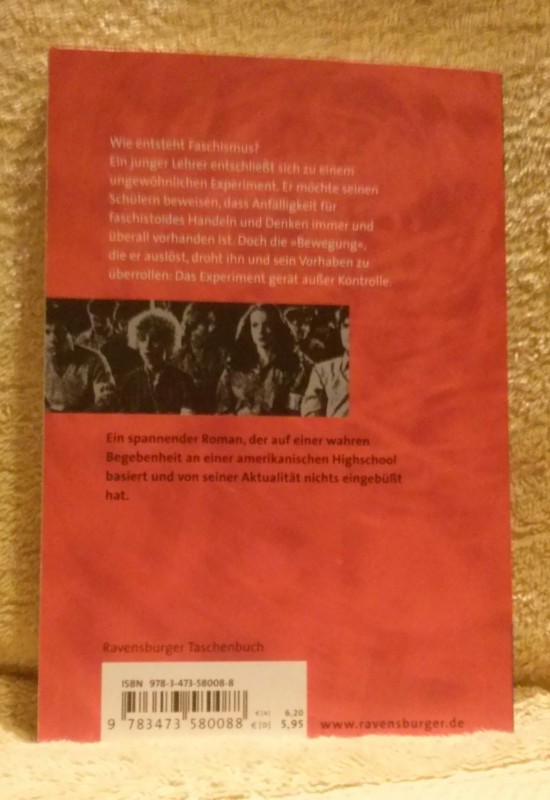 Wie entsteht Faschismus?
Ein junger Lehrer entschließt sich zu einem
ungewöhnlichen Experiment. Er möchte seinen
Schülern beweisen, dass Anfälligkeit für
faschistoides Handeln und Denken immer und
überall vorhanden ist. Doch die »Bewegung«,
die er auslöst, droht ihn und sein Vorhaben zu
überrollen: Das Experiment gerät außer Kontrolle.
Ein spannender Roman, der auf einer wahren
Begebenheit an einer amerikanischen Highschool
basiert und von seiner Aktualität nichts eingebüßt
hat.
Ravensburger Taschenbuch
ISBN 978-3-473-58008-8
€ [A] 6,20
9 783473 580088 € [D] 5,95
www.ravensburger.de